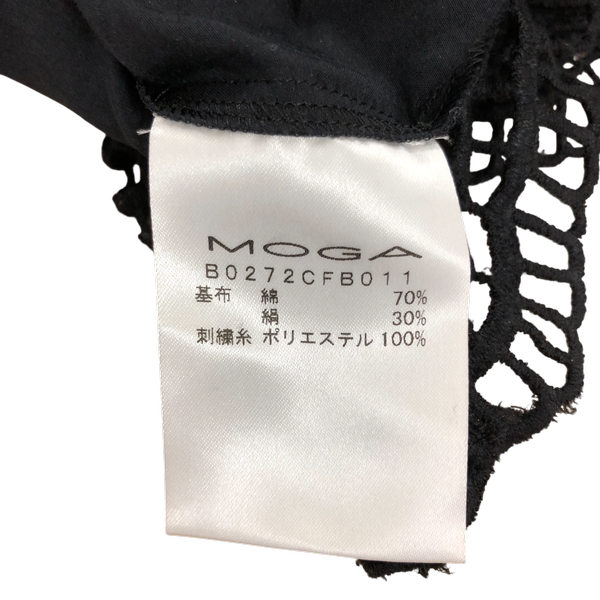 MOGA
B0272CFB011
基布 綿 70%
絹 30%
刺繍糸 ポリエステル 100%